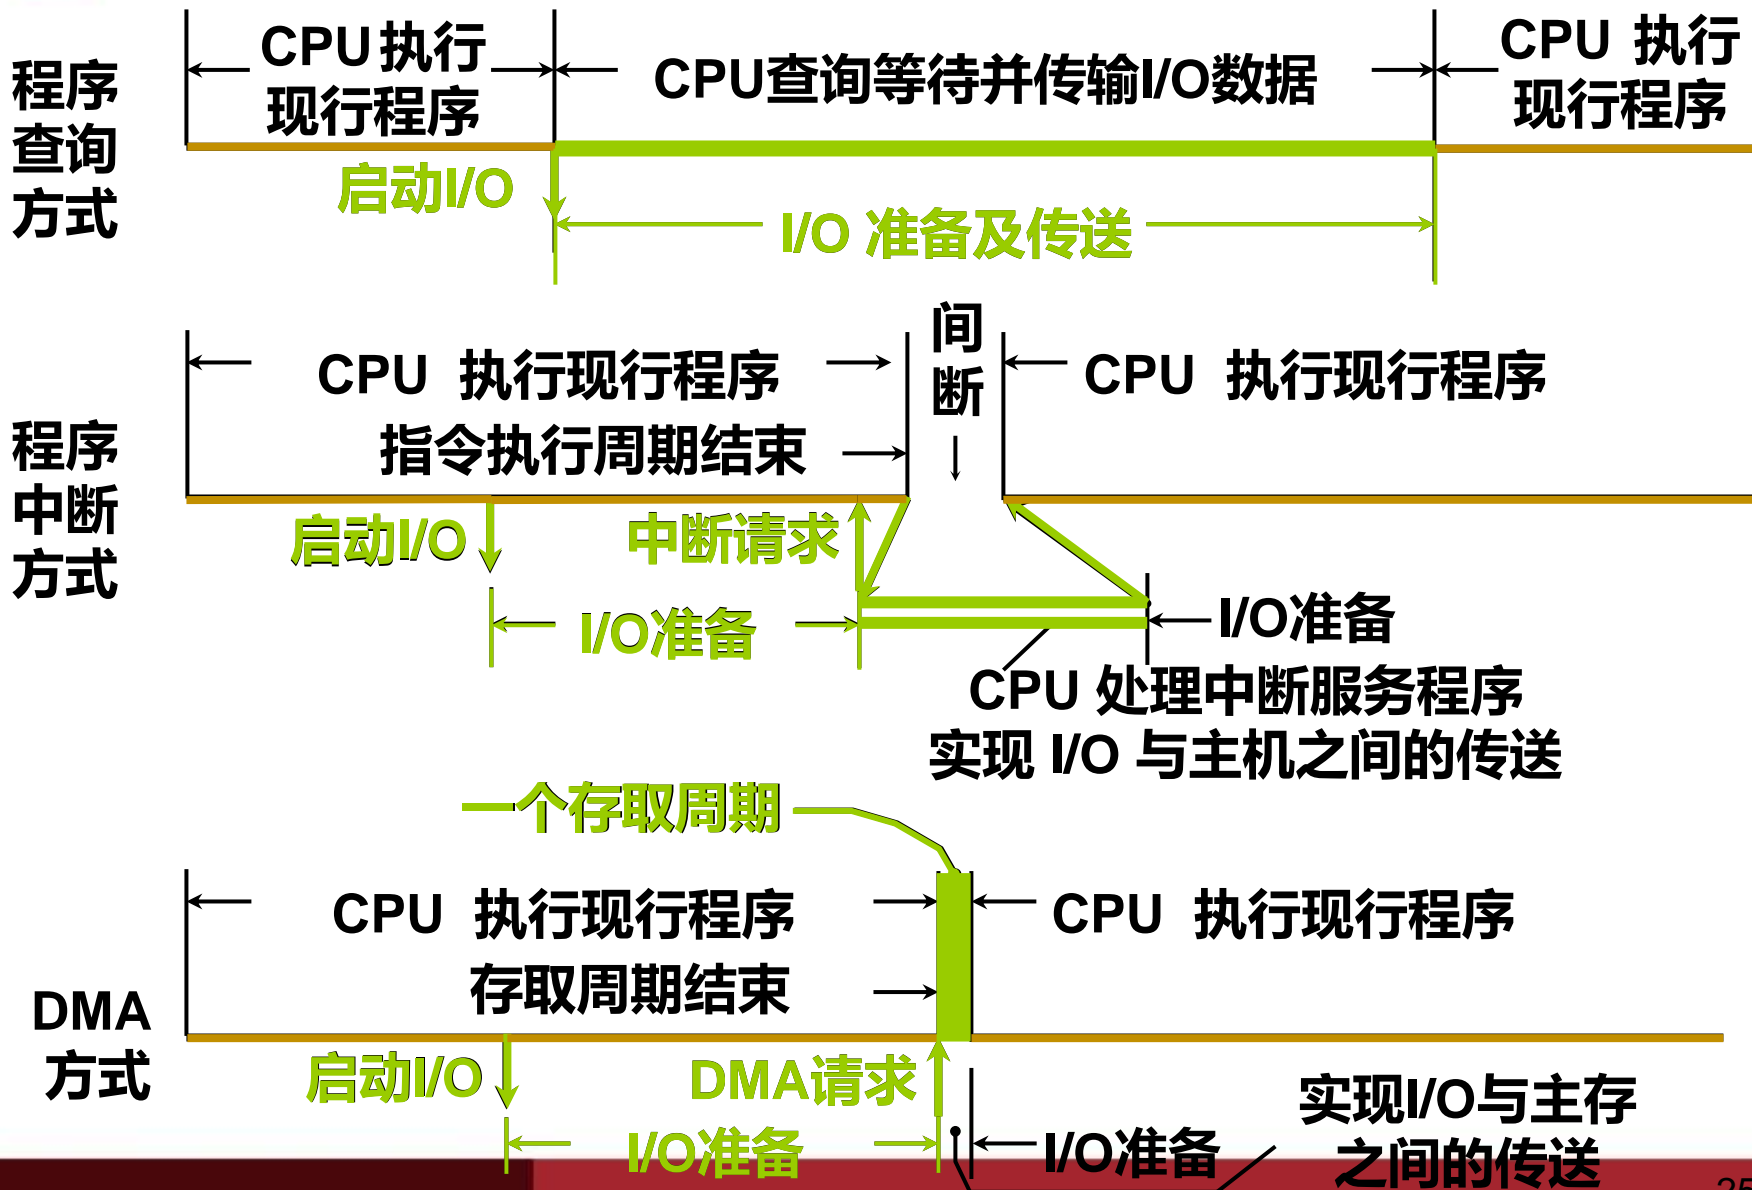 程序
查询
方式
CPU执行
现行程序
CPU查询等待并传输I/O数据
CPU 执行
现行程序
启动I/O
I/O 准备及传送
程序
中断
方式
CPU 执行现行程序
间
断
CPU 执行现行程序
指令执行周期结束
启动I/O
中断请求
I/O准备
I/O准备
CPU 处理中断服务程序
实现 I/O 与主机之间的传送
一个存取周期
DMA
方式
CPU 执行现行程序
CPU 执行现行程序
存取周期结束
启动I/O
DMA请求
I/O准备
I/O准备
实现I/O与主存
之间的传送